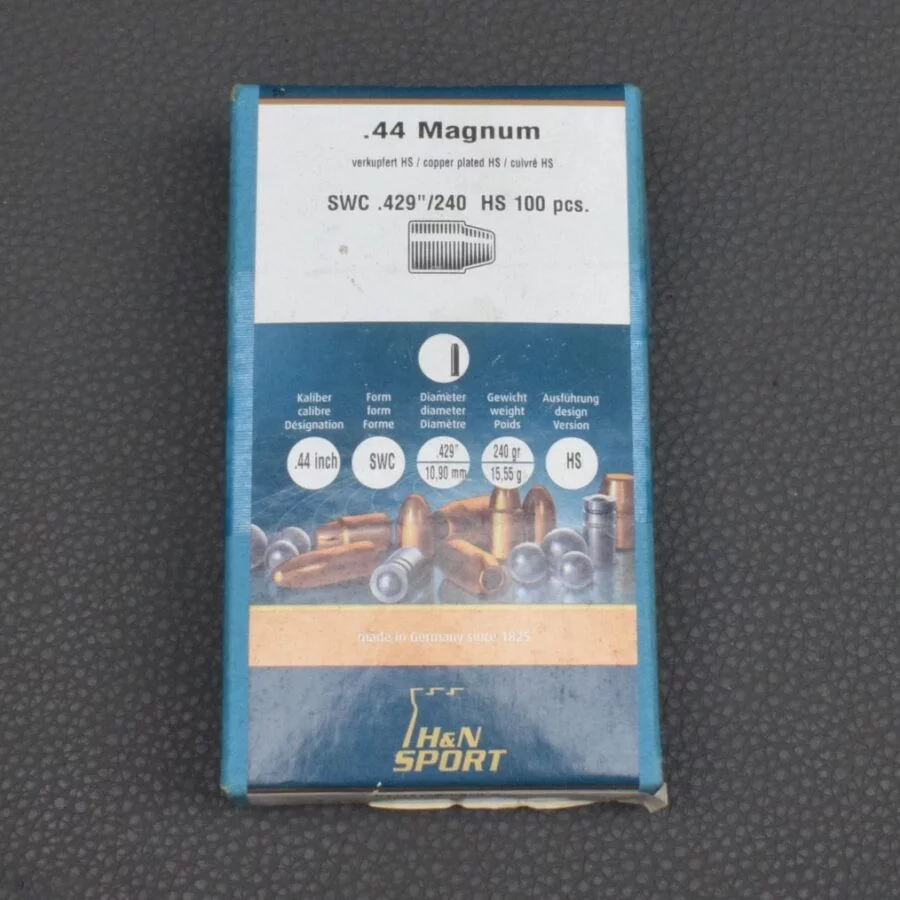 .44 Magnum
verkupfert HS / copper plated HS / cuivré HS
SWC .429"/240 HS 100 pcs.
Kaliber
calibre
Désignation
Form
form
Forme
Diameter
diameter
Diamètre
Gewicht
weight
Poids
Ausführung
design
Version
.44 inch
SWC
.429"
10,90 mm
240 gr
15,55 g
HS
made in Germany since 1825
H&N
SPORT